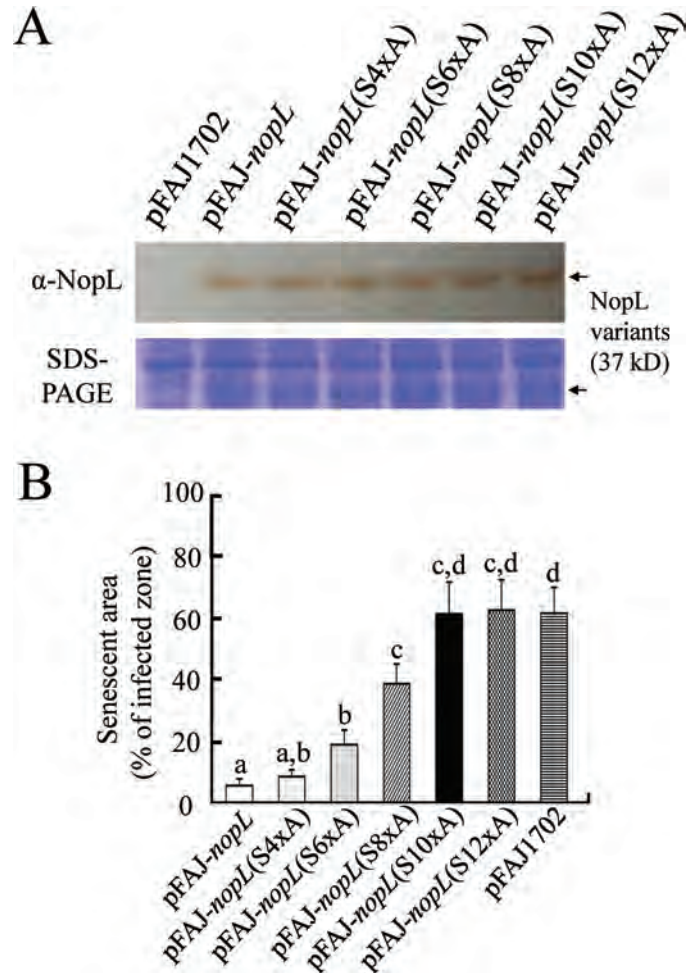 A
pFAJ1702
pFAJ-nopL
pFAJ-nopL(S4xA)
pFAJ-nopL(S6xA)
pFAJ-nopL(S8xA)
pFAJ-nopL(S10xA)
pFAJ-nopL(S12xA)
α-NopL
NopL
variants
(37 kD)
SDS-
PAGE
B
Senescent area
(% of infected zone)
100
80
60
40
20
0
a
a,b
b
c
c,d
c,d
d
pFAJ-nopL
pFAJ-nopL(S4xA)
pFAJ-nopL(S6xA)
pFAJ-nopL(S8xA)
pFAJ-nopL(S10xA)
pFAJ-nopL(S12xA)
pFAJ1702